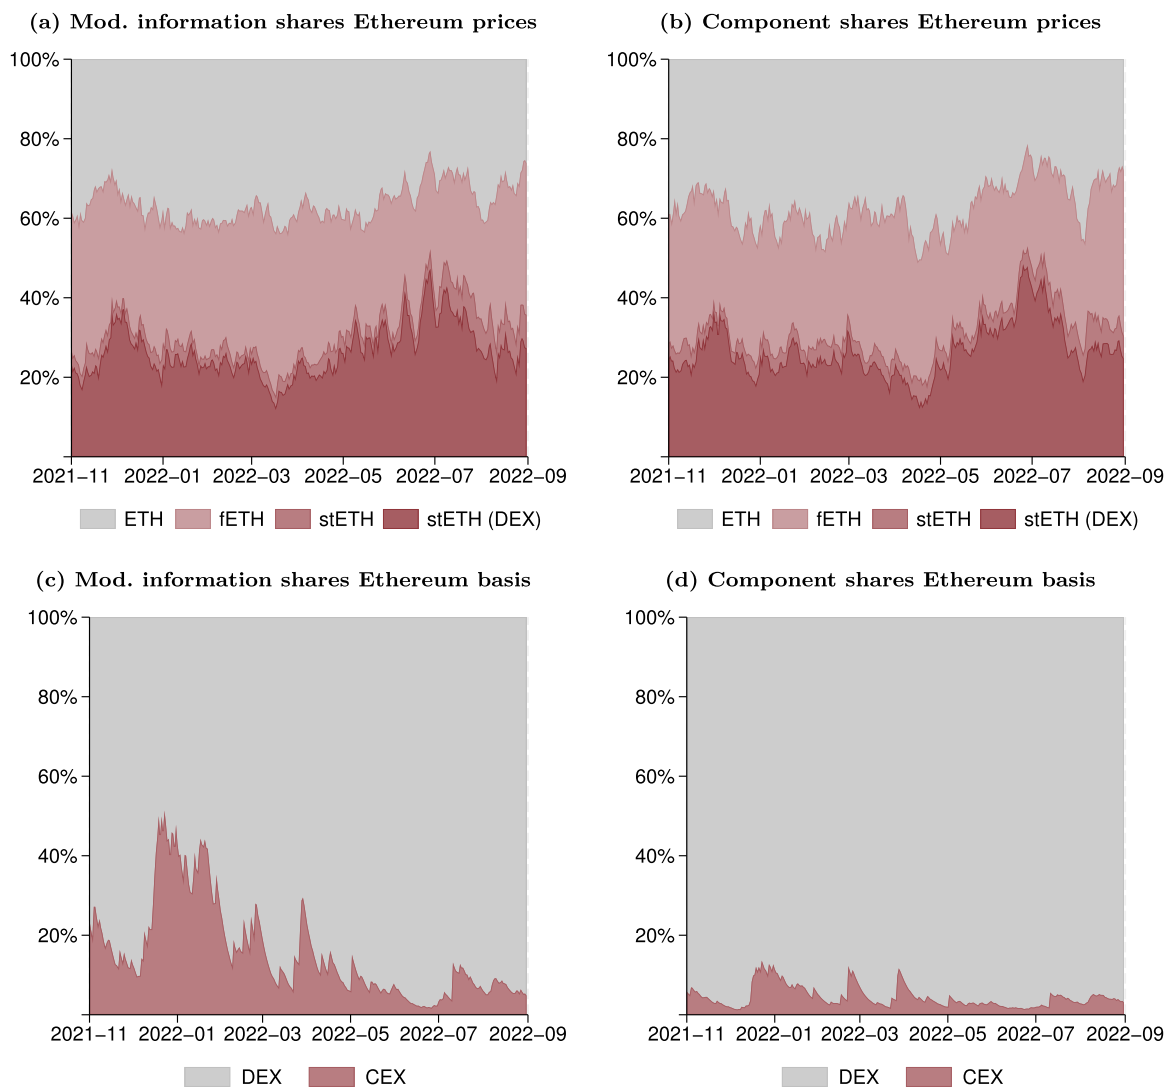 (a) Mod. information shares Ethereum prices
100%
80%
60%
40%
20%
2021–11 2022–01 2022–03 2022–05 2022–07 2022–09
ETH fETH stETH stETH (DEX)
(b) Component shares Ethereum prices
100%
80%
60%
40%
20%
2021–11 2022–01 2022–03 2022–05 2022–07 2022–09
ETH fETH stETH stETH (DEX)
(c) Mod. information shares Ethereum basis
100%
80%
60%
40%
20%
2021–11 2022–01 2022–03 2022–05 2022–07 2022–09
DEX CEX
(d) Component shares Ethereum basis
100%
80%
60%
40%
20%
2021–11 2022–01 2022–03 2022–05 2022–07 2022–09
DEX CEX